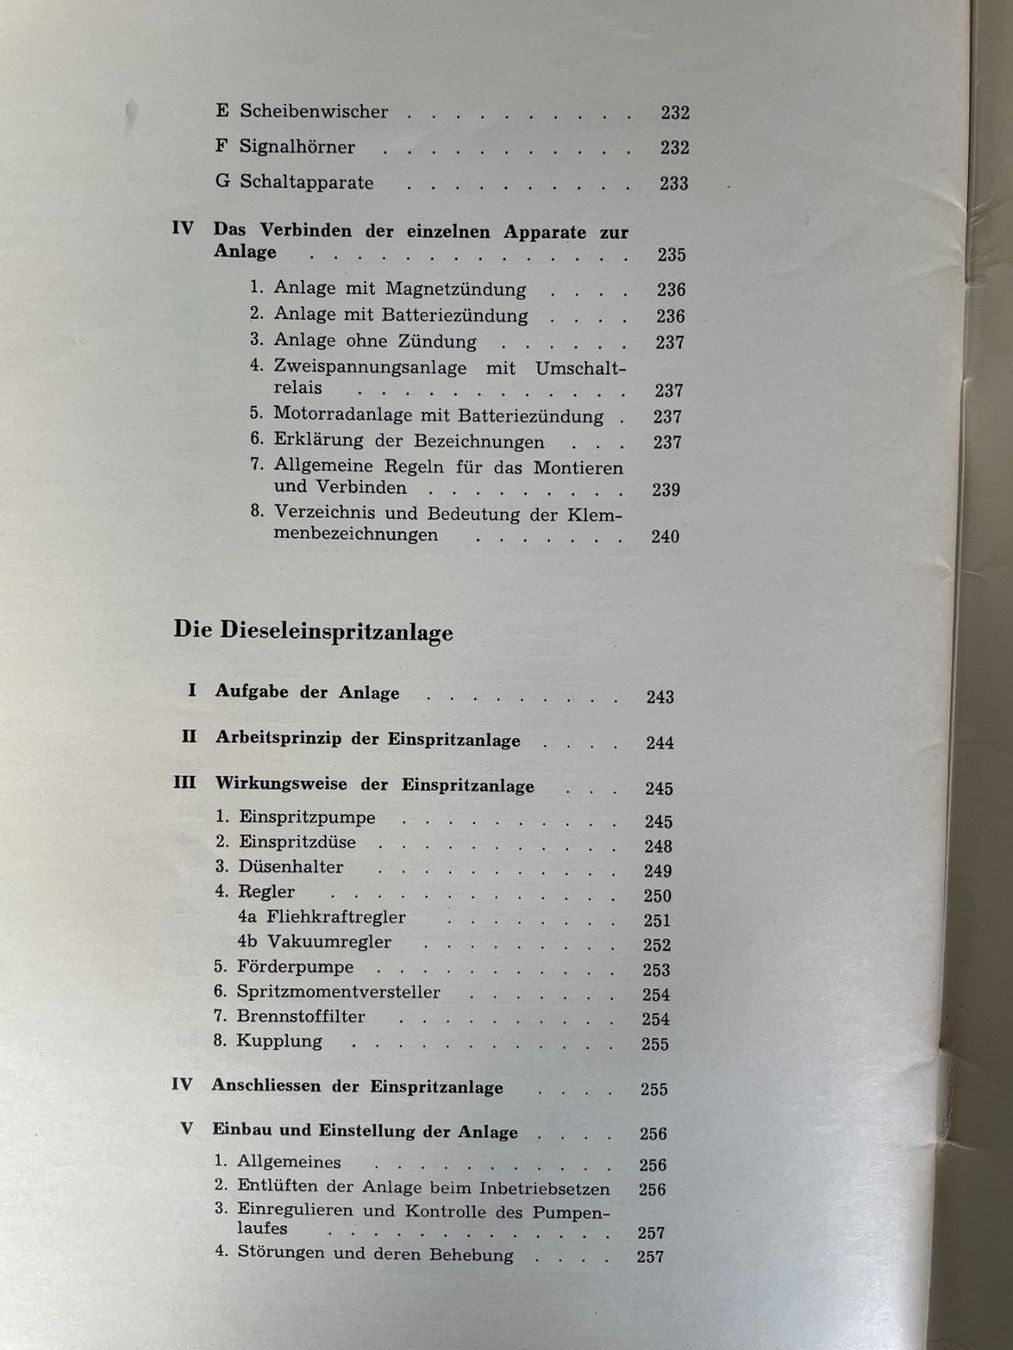 E Scheibenwischer . . . . . . . . . . 232
F Signalhörner . . . . . . . . . . . 232
G Schaltapparate . . . . . . . . . . 233
IV Das Verbinden der einzelnen Apparate zur
Anlage . . . . . . . . . . . . . . 235
1. Anlage mit Magnetzündung . . . . 236
2. Anlage mit Batteriezündung . . . . 236
3. Anlage ohne Zündung . . . . . . 237
4. Zweispannungsanlage mit Umschalt-
relais . . . . . . . . . . . . 237
5. Motorradanlage mit Batteriezündung . 237
6. Erklärung der Bezeichnungen . . . 237
7. Allgemeine Regeln für das Montieren
und Verbinden . . . . . . . . . 239
8. Verzeichnis und Bedeutung der Klem-
menbezeichnungen . . . . . . . 240
Die Dieseleinspritzanlage
I Aufgabe der Anlage . . . . . . . . . 243
II Arbeitsprinzip der Einspritzanlage . . . . 244
III Wirkungsweise der Einspritzanlage . . . 245
1. Einspritzpumpe . . . . . . . . . . 245
2. Einspritzdüse . . . . . . . . . . . 248
3. Düsenhalter . . . . . . . . . . . 249
4. Regler . . . . . . . . . . . . . 250
4a Fliehkraftregler . . . . . . . . 251
4b Vakuumregler . . . . . . . . . 252
5. Förderpumpe . . . . . . . . . . . 253
6. Spritzmomentversteller . . . . . . . 254
7. Brennstoffilter . . . . . . . . . . 254
8. Kupplung . . . . . . . . . . . . 255
IV Anschliessen der Einspritzanlage . . . . 255
V Einbau und Einstellung der Anlage . . . . 256
1. Allgemeines . . . . . . . . . . . 256
2. Entlüften der Anlage beim Inbetriebsetzen 256
3. Einregulieren und Kontrolle des Pumpen-
laufes . . . . . . . . . . . . . 257
4. Störungen und deren Behebung . . . . 257